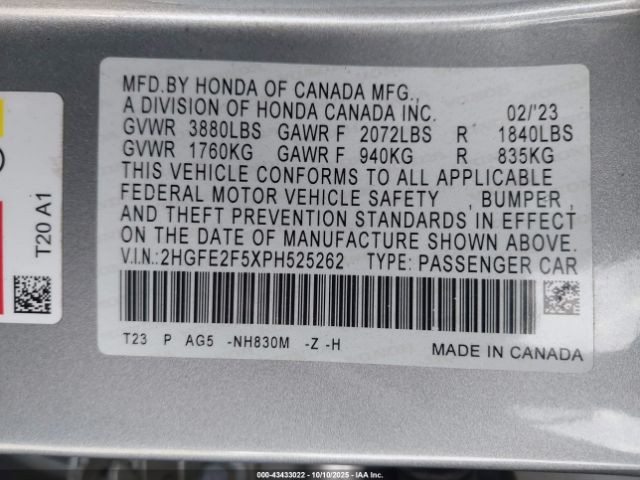 MFD.BY HONDA OF CANADA MFG.,
A DIVISION OF HONDA CANADA INC. 02/'23
GVWR 3880LBS GAWR F 2072LBS R 1840LBS
GVWR 1760KG GAWR F 940KG R 835KG
THIS VEHICLE CONFORMS TO ALL APPLICABLE
FEDERAL MOTOR VEHICLE SAFETY , BUMPER ,
AND THEFT PREVENTION STANDARDS IN EFFECT
ON THE DATE OF MANUFACTURE SHOWN ABOVE.
V.I.N.:2HGFE2F5XPH525262 TYPE: PASSENGER CAR
T23 P AG5 -NH830M -Z -H
MADE IN CANADA
T20 A1
000-43433022 | 10/10/2025 | ©IAA Inc. (All rights reserved)